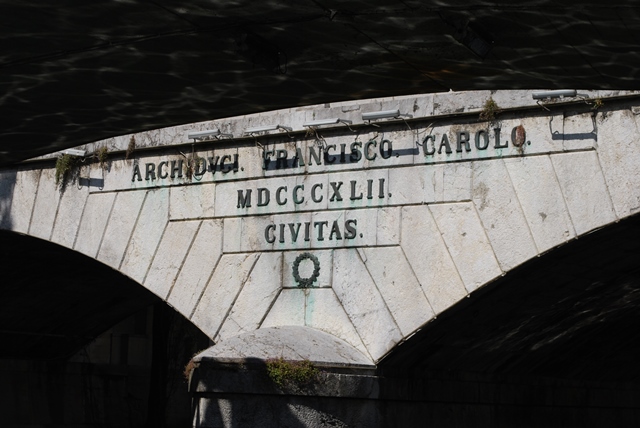 ARCHIDVCI. FRANCISCO. CAROLO.
MDCCCXLII.
CIVITAS.